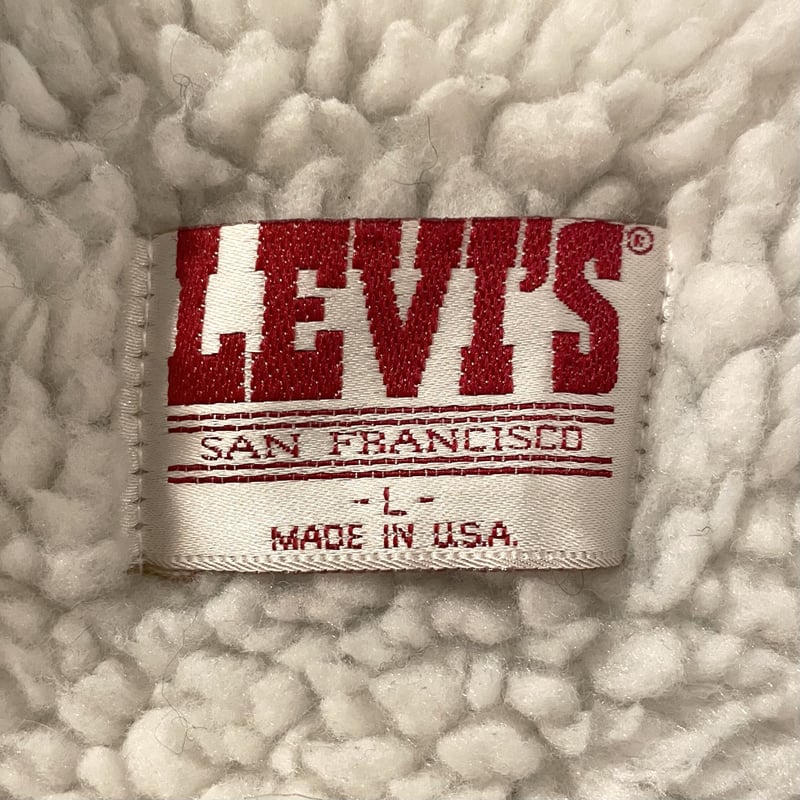 LEVI'S®
SAN FRANCISCO
-L-
MADE IN U.S.A.